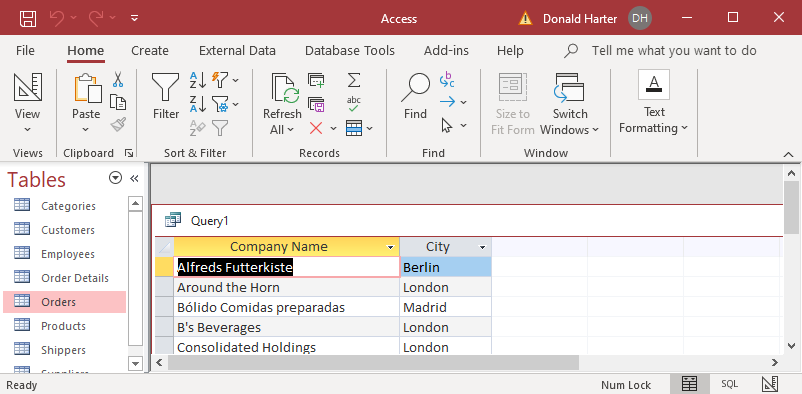 Access
Donald Harter DH
File Home Create External Data Database Tools Add-ins Help Tell me what you want to do
View Paste Filter Refresh All Find Size to Fit Form Switch Windows Text Formatting
abc
b
c
A
Views Clipboard Sort & Filter Records Find Window
Tables
Categories
Customers
Employees
Order Details
Orders
Products
Shippers
Suppliers
Query1
Company Name City
Alfreds Futterkiste Berlin
Around the Horn London
Bólido Comidas preparadas Madrid
B's Beverages London
Consolidated Holdings London
Ready Num Lock SQL